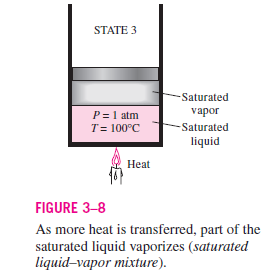 STATE 3
Saturated
vapor
P = 1 atm
T = 100°C
Saturated
liquid
Heat
FIGURE 3–8
As more heat is transferred, part of the
saturated liquid vaporizes (saturated
liquid–vapor mixture).